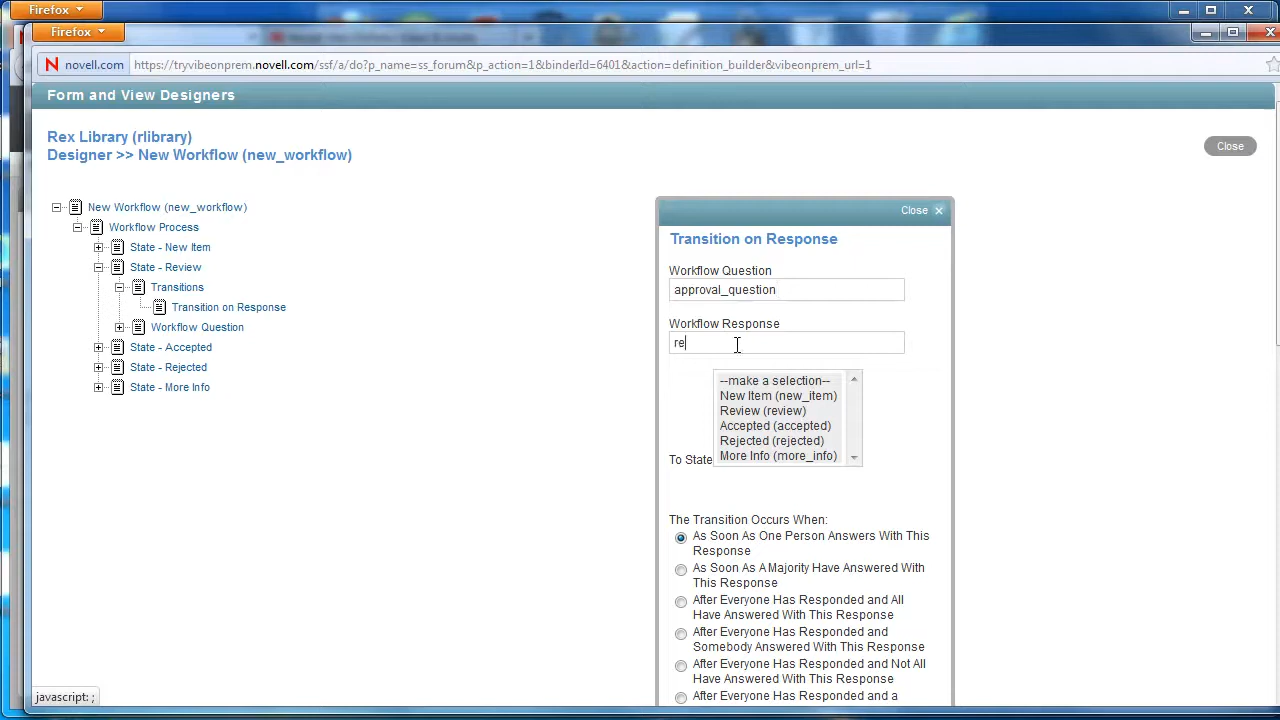 Firefox
Firefox
novell.com https://tryvibeonprem.novell.com/ssf/a/do?p_name=ss_forum&p_action=1&binderId=6401&action=definition_builder&vibeonprem_url=1
Form and View Designers
Rex Library (rlibrary)
Designer >> New Workflow (new_workflow)
Close
New Workflow (new_workflow)
Workflow Process
State - New Item
State - Review
Transitions
Transition on Response
Workflow Question
State - Accepted
State - Rejected
State - More Info
Close
Transition on Response
Workflow Question
approval_question
Workflow Response
re
--make a selection--
New Item (new_item)
Review (review)
Accepted (accepted)
Rejected (rejected)
More Info (more_info)
To State
The Transition Occurs When:
As Soon As One Person Answers With This
Response
As Soon As A Majority Have Answered With
This Response
After Everyone Has Responded and All
Have Answered With This Response
After Everyone Has Responded and
Somebody Answered With This Response
After Everyone Has Responded and Not All
Have Answered With This Response
After Everyone Has Responded and a
javascript: ;